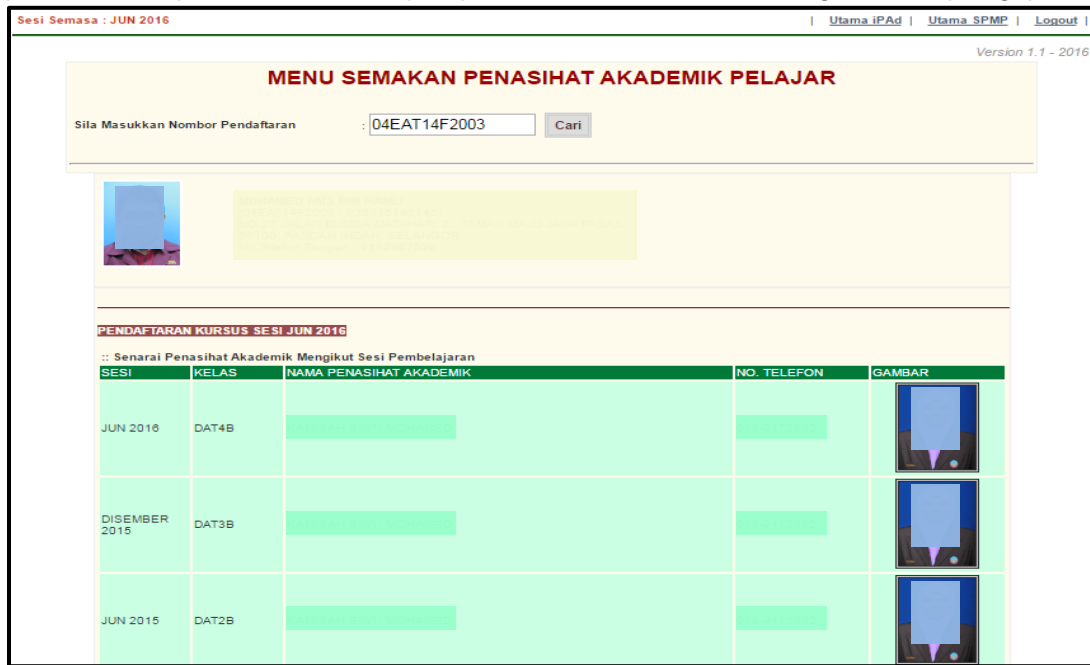 Sesi Semasa : JUN 2016 | Utama iPAd | Utama SPMP | Logout |
Version 1.1 - 2016
MENU SEMAKAN PENASIHAT AKADEMIK PELAJAR
Sila Masukkan Nombor Pendaftaran : 04EAT14F2003 Cari
PENDAFTARAN KURSUS SESI JUN 2016
:: Senarai Penasihat Akademik Mengikut Sesi Pembelajaran
SESI KELAS NAMA PENASIHAT AKADEMIK NO. TELEFON GAMBAR
JUN 2016 DAT4B
DISEMBER
2015 DAT3B
JUN 2015 DAT2B